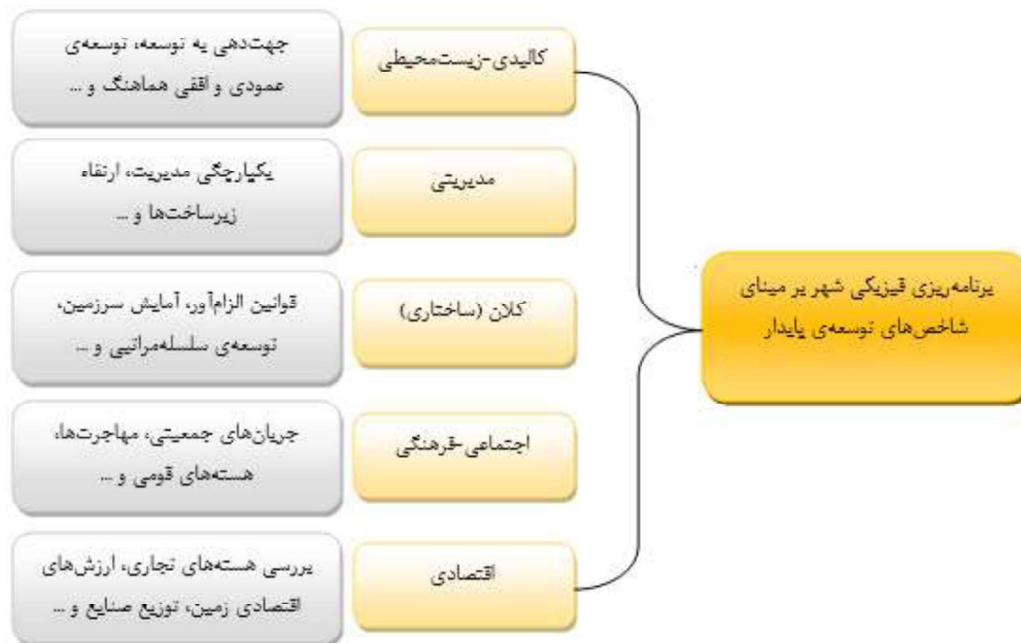 برنامه‌ریزی فیزیکی شهر بر مبنای
شاخص‌های توسعه‌ی پایدار
کالبدی-زیست‌محیطی
جهت‌دهی به توسعه، توسعه‌ی
عمودی و افقی هماهنگ و ...
مدیریتی
یکپارچگی مدیریت، ارتقاء
زیرساخت‌ها و ...
کلان (ساختاری)
قوانین الزام‌آور، آمایش سرزمین،
توسعه‌ی سلسله‌مراتبی و ...
اجتماعی-فرهنگی
جریان‌های جمعیتی، مهاجرت‌ها،
هسته‌های قومی و ...
اقتصادی
بررسی هسته‌های تجاری، ارزش‌های
اقتصادی زمین، توزیع صنایع و ...